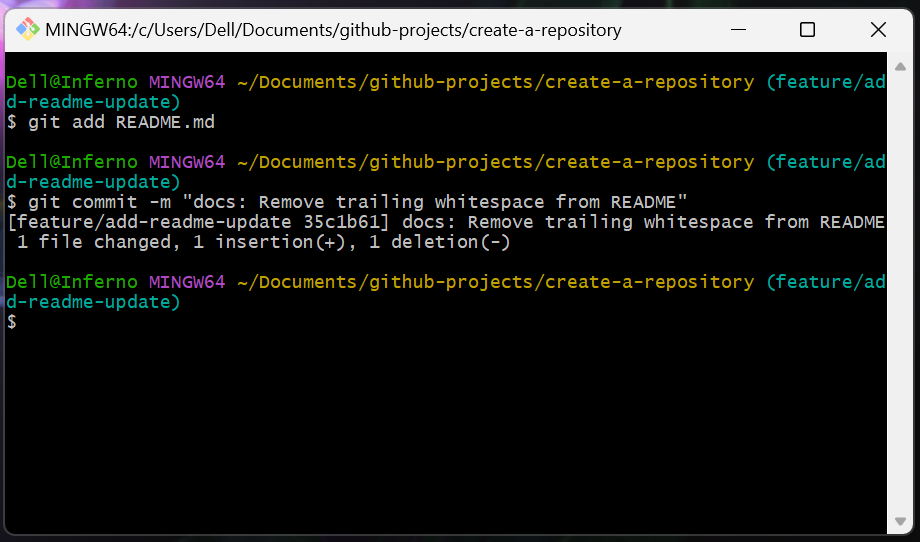 MINGW64:/c/Users/Dell/Documents/github-projects/create-a-repository
Dell@Inferno MINGW64 ~/Documents/github-projects/create-a-repository (feature/ad
d-readme-update)
$ git add README.md
Dell@Inferno MINGW64 ~/Documents/github-projects/create-a-repository (feature/ad
d-readme-update)
$ git commit -m "docs: Remove trailing whitespace from README"
[feature/add-readme-update 35c1b61] docs: Remove trailing whitespace from README
 1 file changed, 1 insertion(+), 1 deletion(-)
Dell@Inferno MINGW64 ~/Documents/github-projects/create-a-repository (feature/ad
d-readme-update)
$